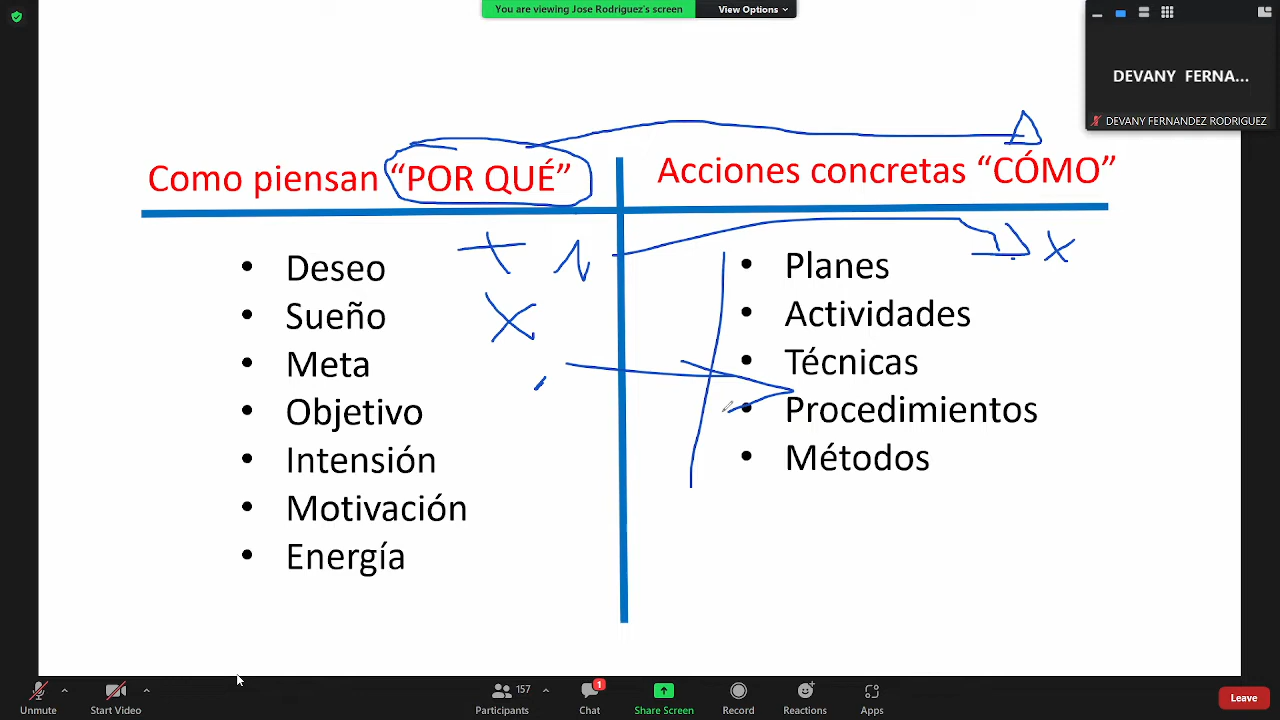 You are viewing Jose Rodriguez's screen
View Options
DEVANY FERNA...
DEVANY FERNANDEZ RODRIGUEZ
Como piensan “POR QUÉ”
Acciones concretas “CÓMO”
• Deseo
• Sueño
• Meta
• Objetivo
• Intensión
• Motivación
• Energía
+ N
X
X
• Planes
• Actividades
• Técnicas
• Procedimientos
• Métodos
Unmute
Start Video
157
Participants
1
Chat
Share Screen
Record
Reactions
Apps
Leave